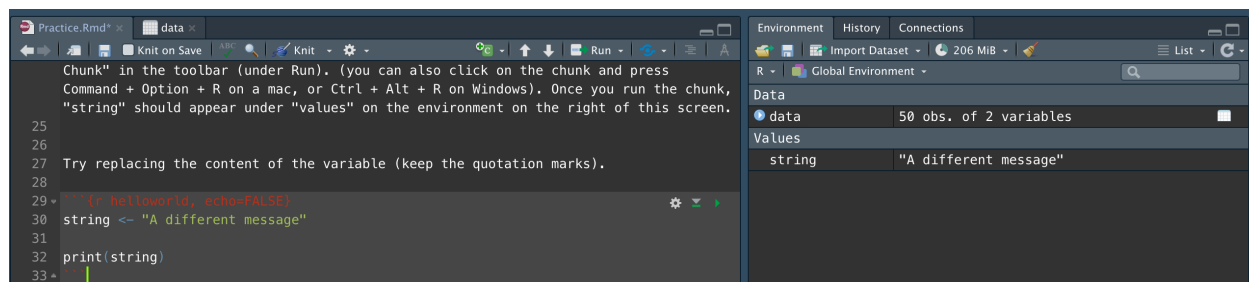 Practice.Rmd* × data ×
Knit on Save ABC Knit Run
Chunk" in the toolbar (under Run). (you can also click on the chunk and press
Command + Option + R on a mac, or Ctrl + Alt + R on Windows). Once you run the chunk,
"string" should appear under "values" on the environment on the right of this screen.
25
26
27 Try replacing the content of the variable (keep the quotation marks).
28
29 ```{r helloworld, echo=FALSE}
30 string <- "A different message"
31
32 print(string)
33 ```
Environment History Connections
Import Dataset 206 MiB List
R Global Environment
Data
data 50 obs. of 2 variables
Values
string "A different message"